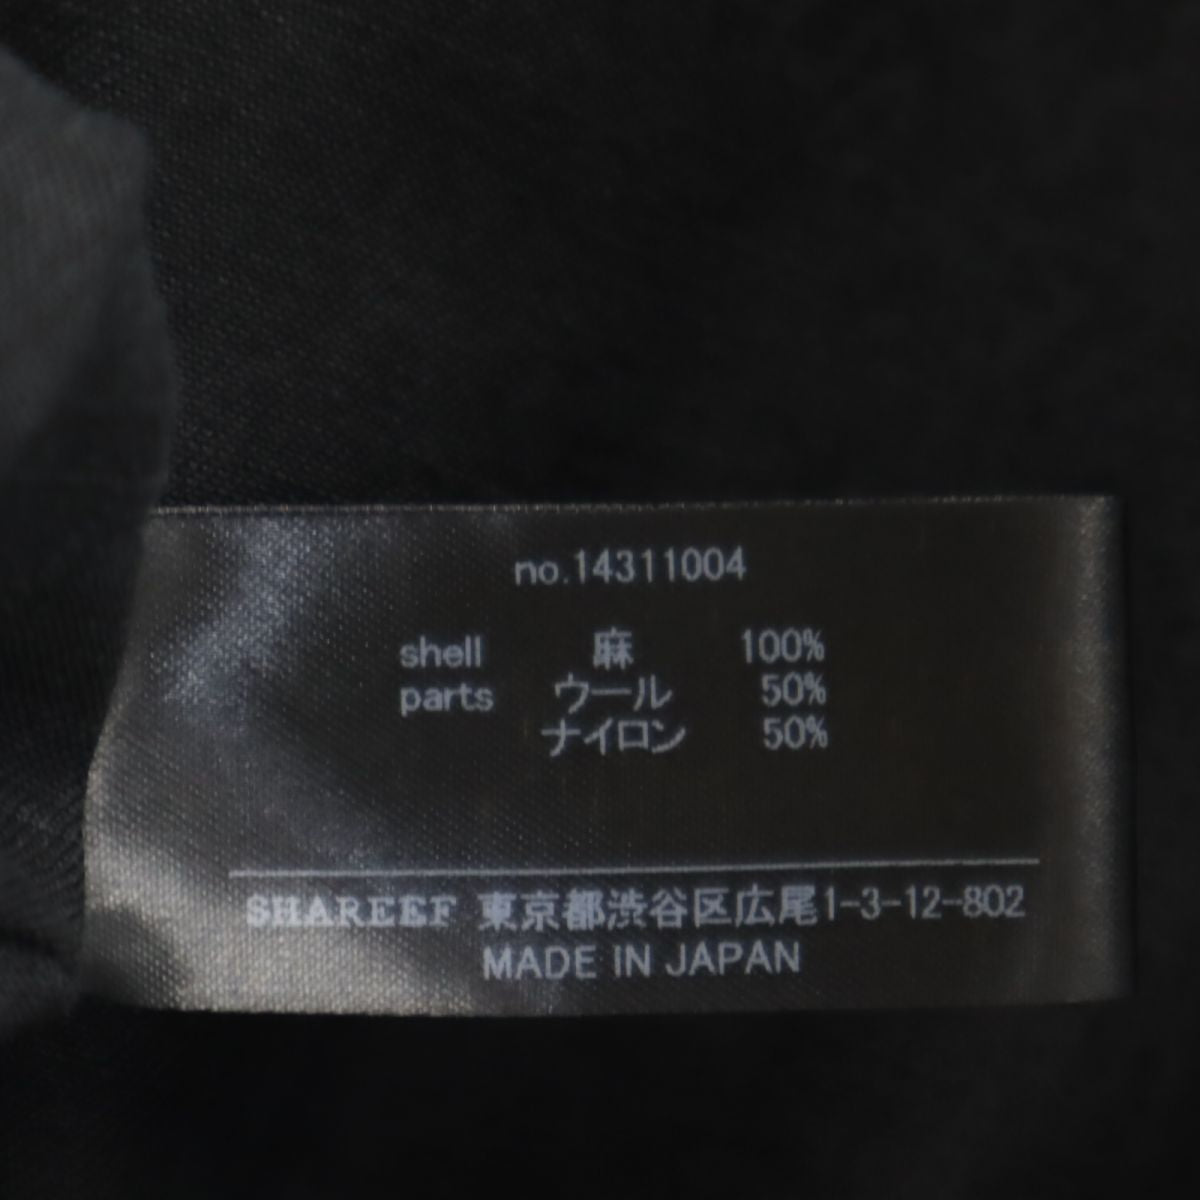 no.14311004
shell 麻 100%
parts ウール 50%
ナイロン 50%
SHAREEF 東京都渋谷区広尾1-3-12-802
MADE IN JAPAN